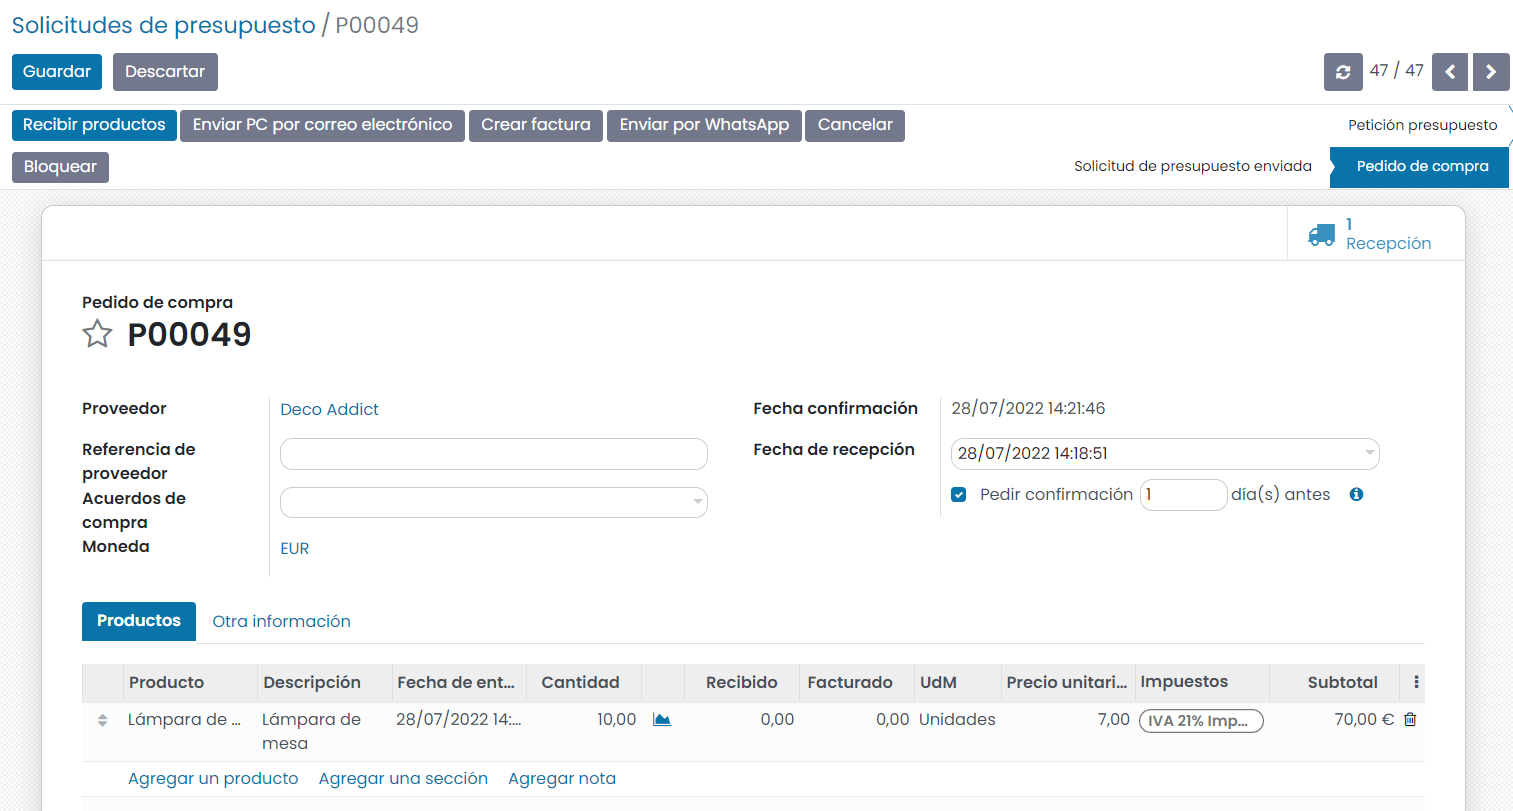 Solicitudes de presupuesto / P00049
Guardar Descartar 47 / 47
Recibir productos Enviar PC por correo electrónico Crear factura Enviar por WhatsApp Cancelar Petición presupuesto
Bloquear Solicitud de presupuesto enviada Pedido de compra
1
Recepción
Pedido de compra
P00049
Proveedor Deco Addict Fecha confirmación 28/07/2022 14:21:46
Referencia de proveedor Fecha de recepción 28/07/2022 14:18:51
Pedir confirmación 1 día(s) antes
Acuerdos de compra
Moneda EUR
Productos Otra información
Producto Descripción Fecha de ent... Cantidad Recibido Facturado UdM Precio unitari... Impuestos Subtotal
Lámpara de ... Lámpara de mesa 28/07/2022 14:... 10,00 0,00 0,00 Unidades 7,00 IVA 21% Imp... 70,00 €
Agregar un producto Agregar una sección Agregar nota